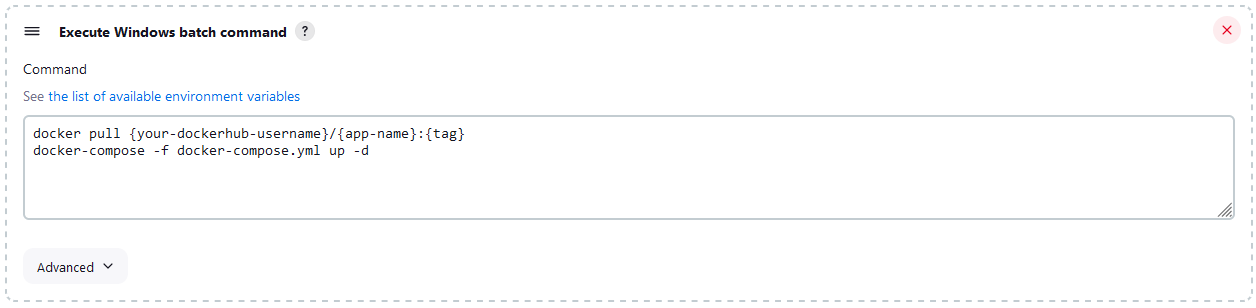 Execute Windows batch command ?
Command
See the list of available environment variables
docker pull {your-dockerhub-username}/{app-name}:{tag}
docker-compose -f docker-compose.yml up -d
Advanced